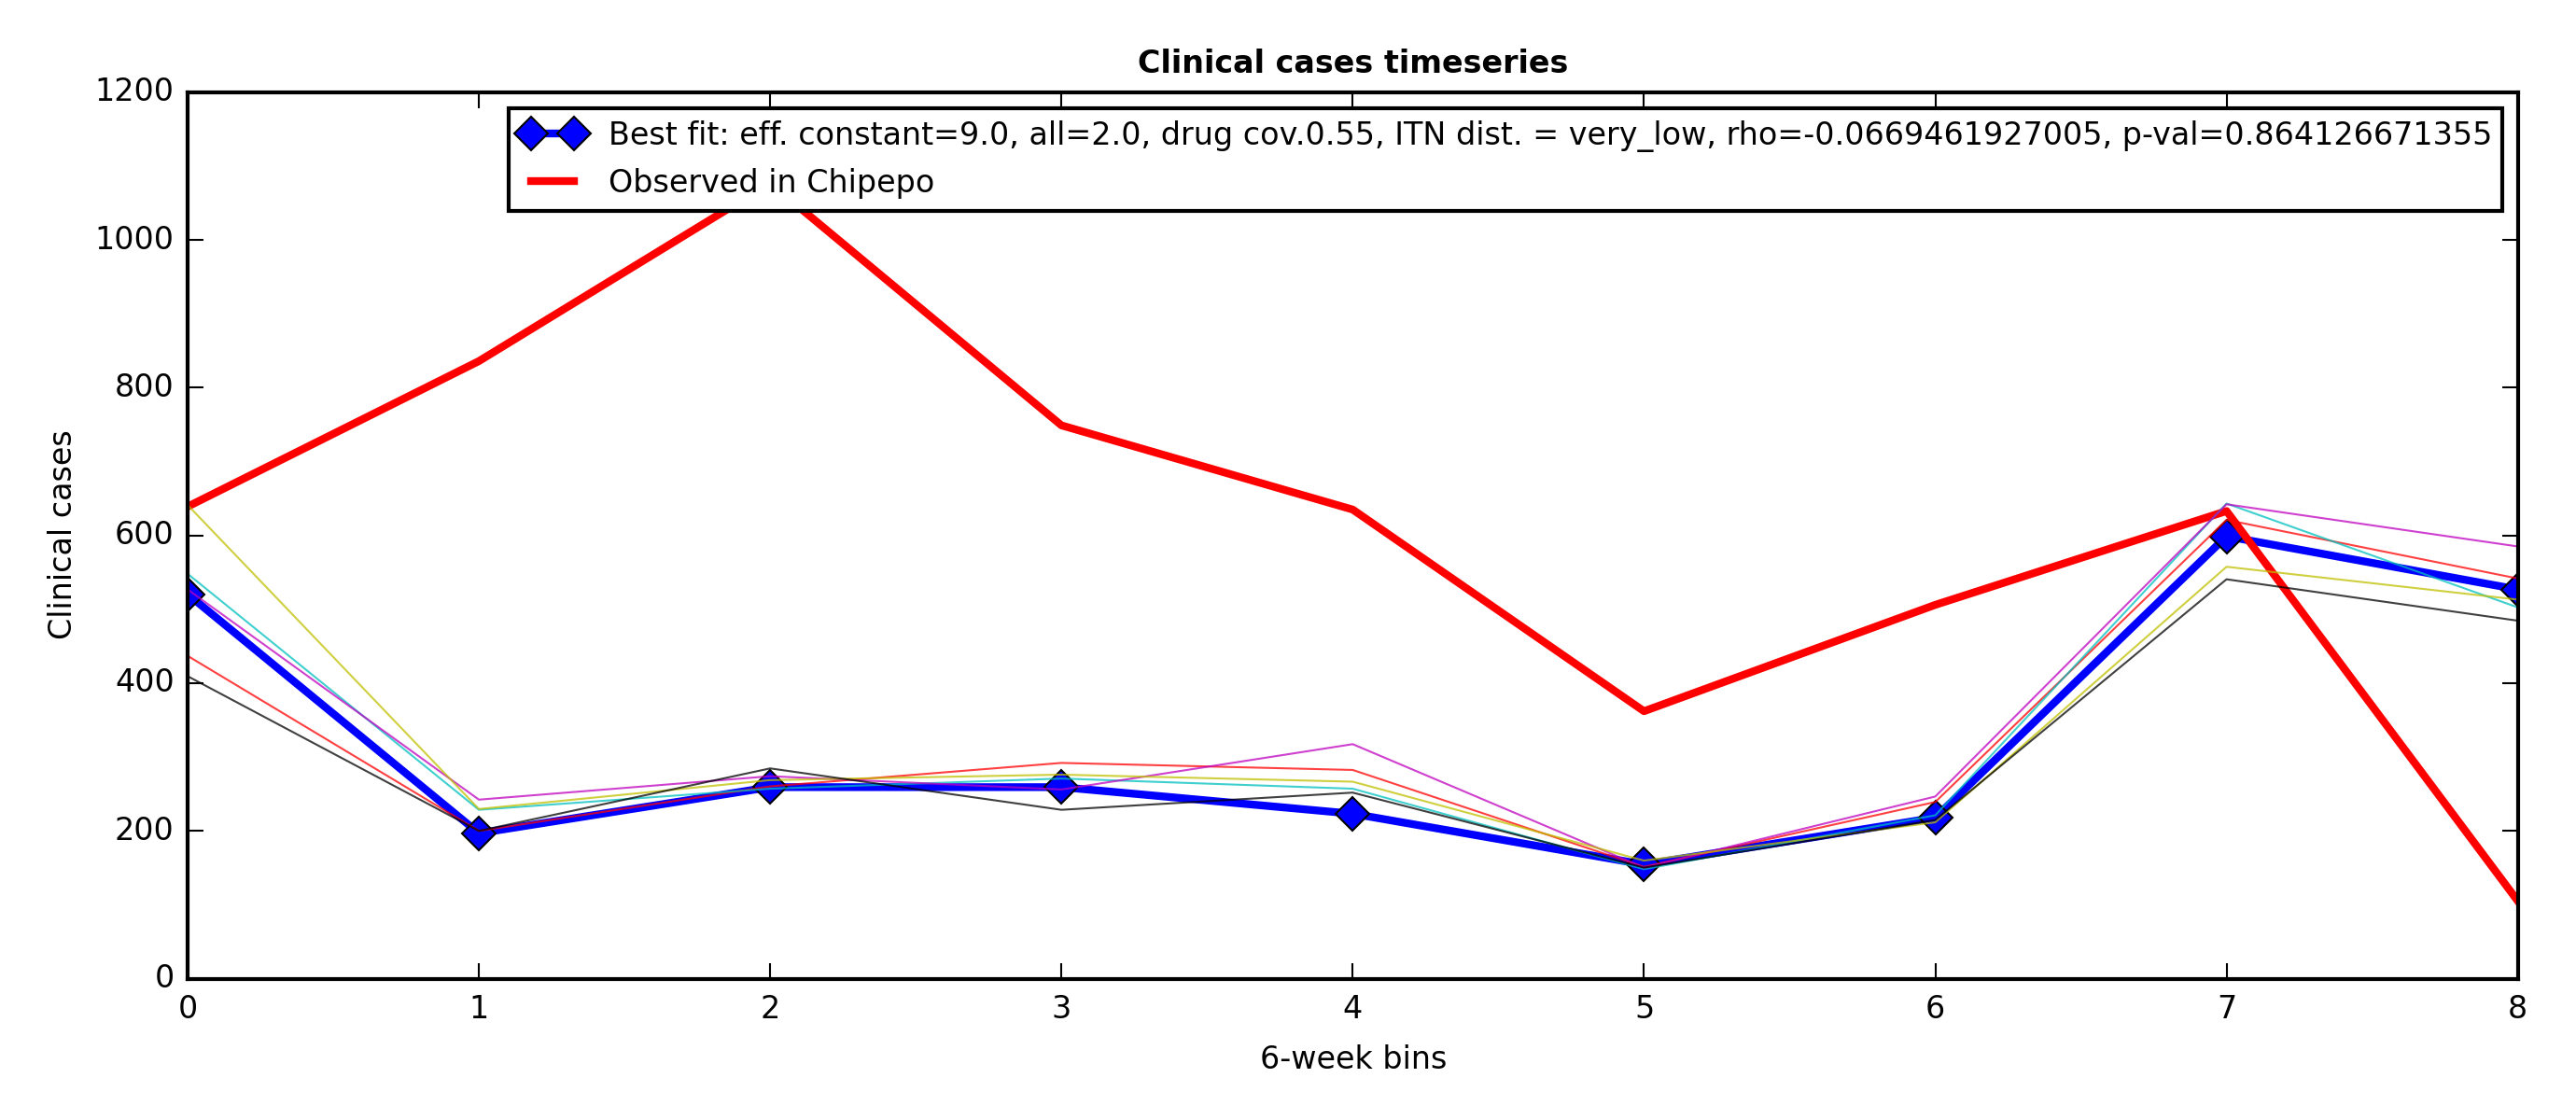 Clinical cases timeseries
Best fit: eff. constant=9.0, all=2.0, drug cov.0.55, ITN dist. = very_low, rho=-0.0669461927005, p-val=0.864126671355
Observed in Chipepo
1200
1000
800
600
400
200
0
Clinical cases
0 1 2 3 4 5 6 7 8
6-week bins